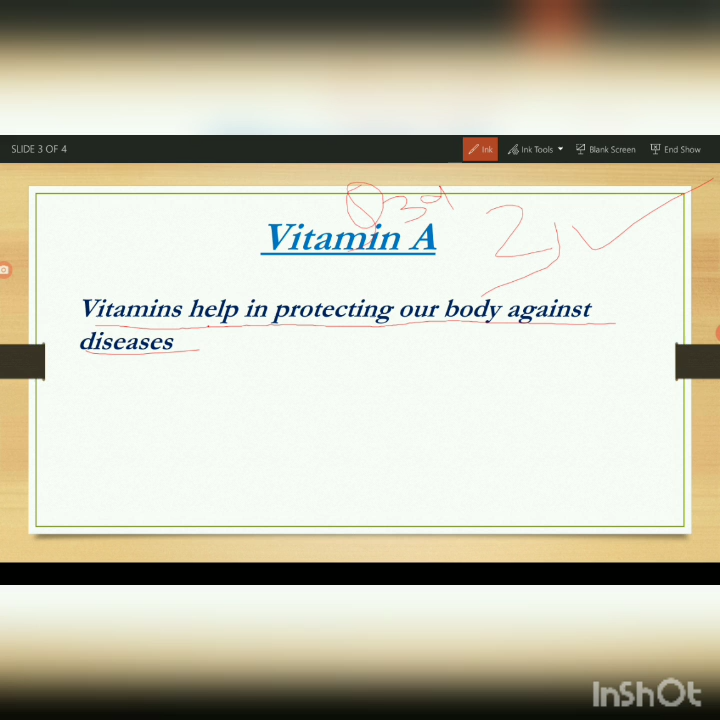 SLIDE 3 OF 4
Ink Ink Tools Blank Screen End Show
Vitamin A
Vitamins help in protecting our body against
diseases
InShOt